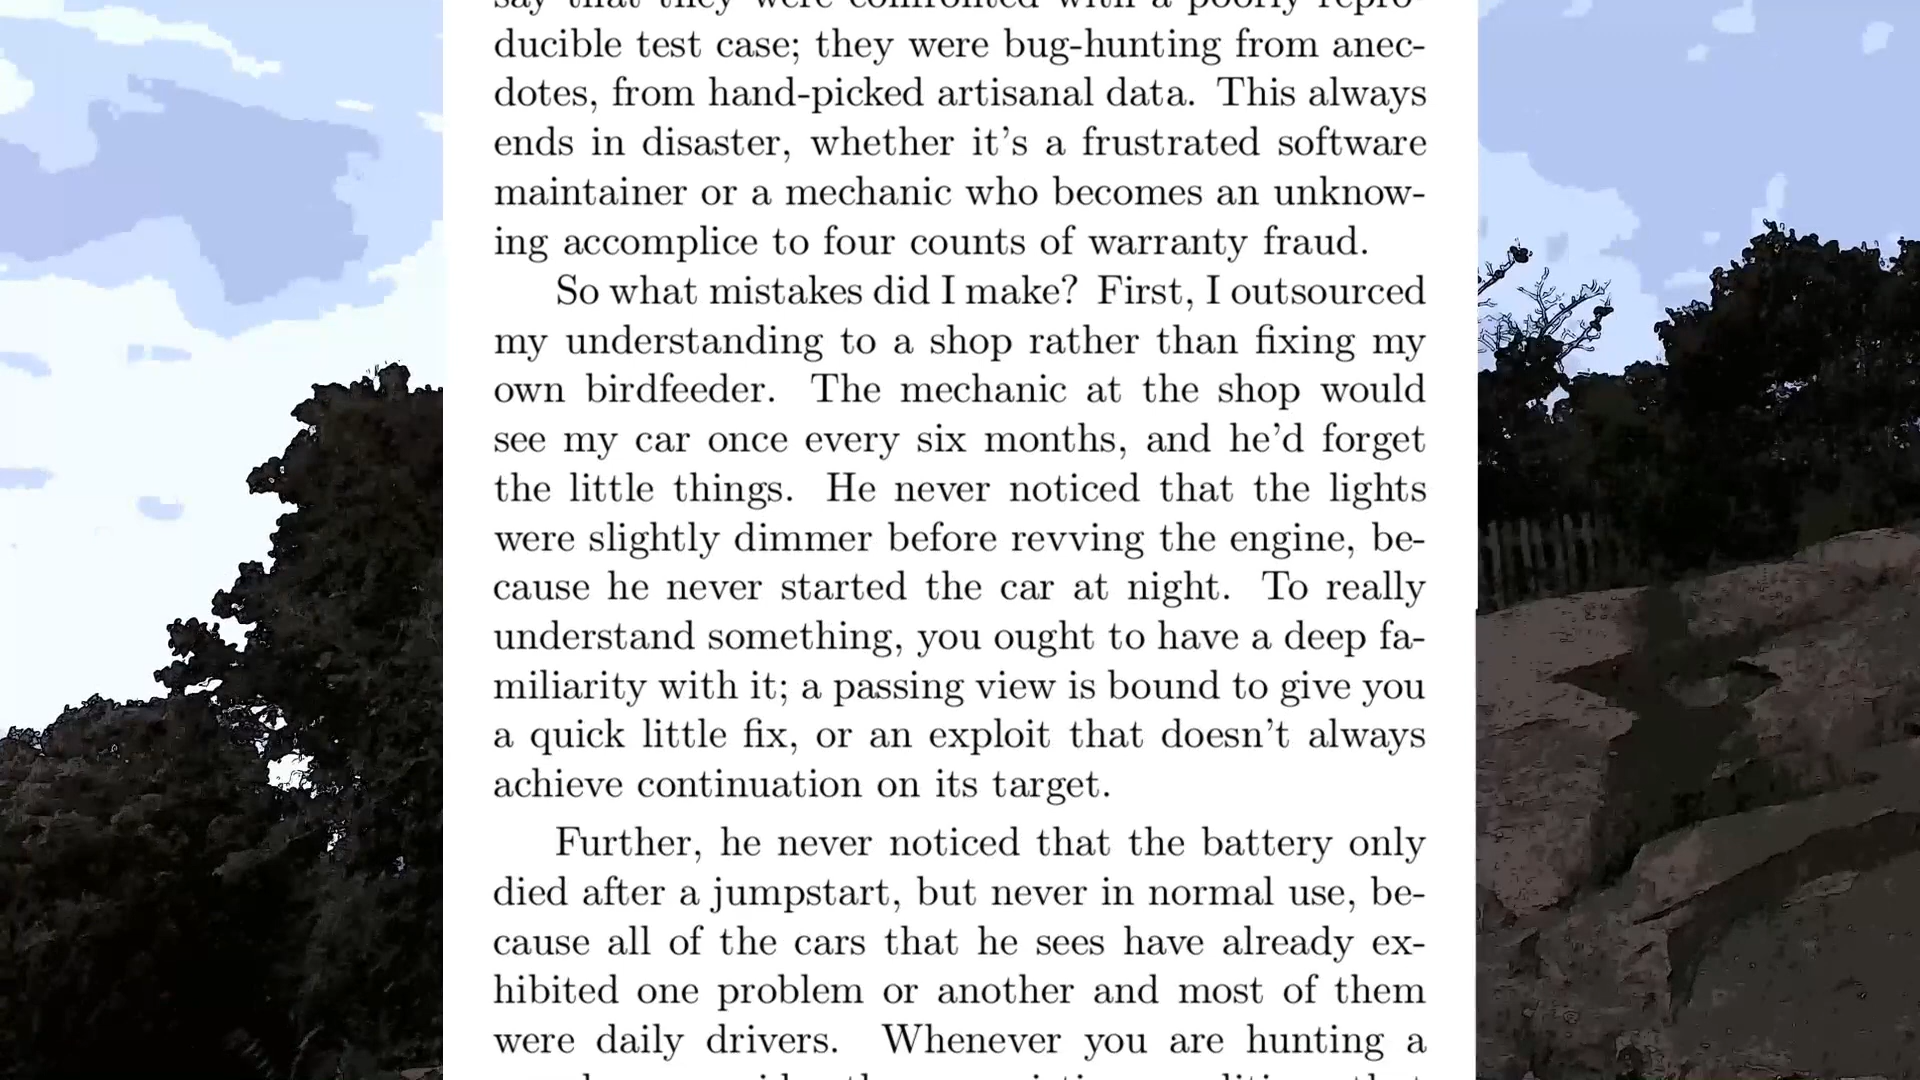 say that they were confronted with a poorly repro-
ducible test case; they were bug-hunting from anec-
dotes, from hand-picked artisanal data. This always
ends in disaster, whether it's a frustrated software
maintainer or a mechanic who becomes an unknow-
ing accomplice to four counts of warranty fraud.
So what mistakes did I make? First, I outsourced
my understanding to a shop rather than fixing my
own birdfeeder. The mechanic at the shop would
see my car once every six months, and he'd forget
the little things. He never noticed that the lights
were slightly dimmer before revving the engine, be-
cause he never started the car at night. To really
understand something, you ought to have a deep fa-
miliarity with it; a passing view is bound to give you
a quick little fix, or an exploit that doesn't always
achieve continuation on its target.
Further, he never noticed that the battery only
died after a jumpstart, but never in normal use, be-
cause all of the cars that he sees have already ex-
hibited one problem or another and most of them
were daily drivers. Whenever you are hunting a